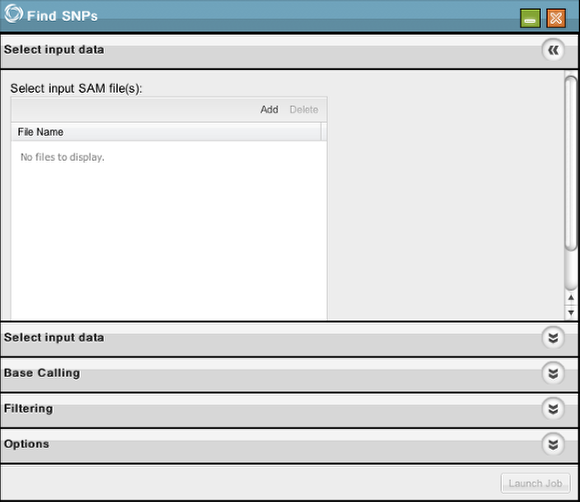 Find SNPs
Select input data
Select input SAM file(s):
Add Delete
File Name
No files to display.
Select input data
Base Calling
Filtering
Options
Launch Job